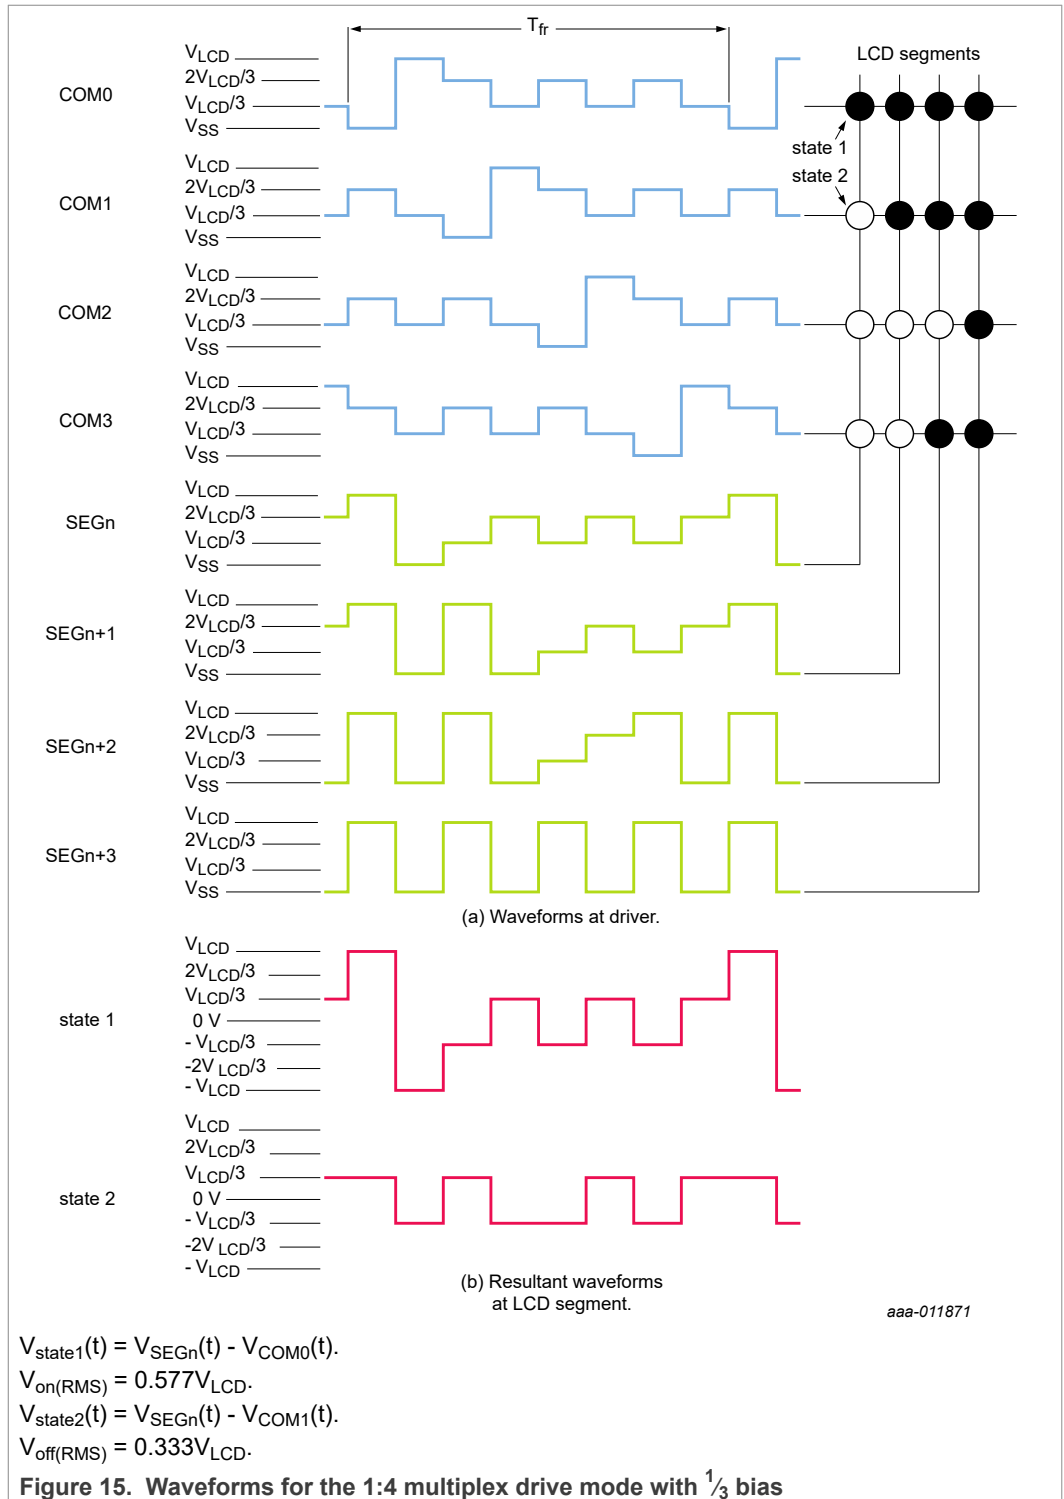 T_fr
LCD segments
COM0
V_LCD
2V_LCD/3
V_LCD/3
V_SS
state 1
state 2
COM1
V_LCD
2V_LCD/3
V_LCD/3
V_SS
COM2
V_LCD
2V_LCD/3
V_LCD/3
V_SS
COM3
V_LCD
2V_LCD/3
V_LCD/3
V_SS
SEGn
V_LCD
2V_LCD/3
V_LCD/3
V_SS
SEGn+1
V_LCD
2V_LCD/3
V_LCD/3
V_SS
SEGn+2
V_LCD
2V_LCD/3
V_LCD/3
V_SS
SEGn+3
V_LCD
2V_LCD/3
V_LCD/3
V_SS
(a) Waveforms at driver.
state 1
V_LCD
2V_LCD/3
V_LCD/3
0 V
- V_LCD/3
-2V_LCD/3
- V_LCD
state 2
V_LCD
2V_LCD/3
V_LCD/3
0 V
- V_LCD/3
-2V_LCD/3
- V_LCD
(b) Resultant waveforms
at LCD segment.
aaa-011871
V_state1(t) = V_SEGn(t) - V_COM0(t).
V_on(RMS) = 0.577V_LCD.
V_state2(t) = V_SEGn(t) - V_COM1(t).
V_off(RMS) = 0.333V_LCD.
Figure 15. Waveforms for the 1:4 multiplex drive mode with 1/3 bias